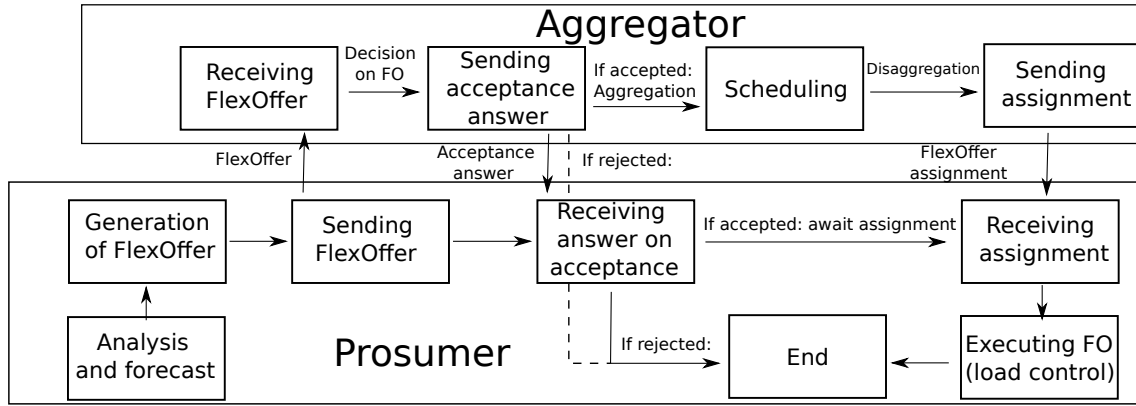 Aggregator
Receiving
FlexOffer
Decision
on FO
Sending
acceptance
answer
If accepted:
Aggregation
Scheduling
Disaggregation
Sending
assignment
FlexOffer
Acceptance
answer
If rejected:
FlexOffer
assignment
Generation
of FlexOffer
Sending
FlexOffer
Receiving
answer on
acceptance
If accepted: await assignment
Receiving
assignment
Analysis
and forecast
Prosumer
If rejected:
End
Executing FO
(load control)